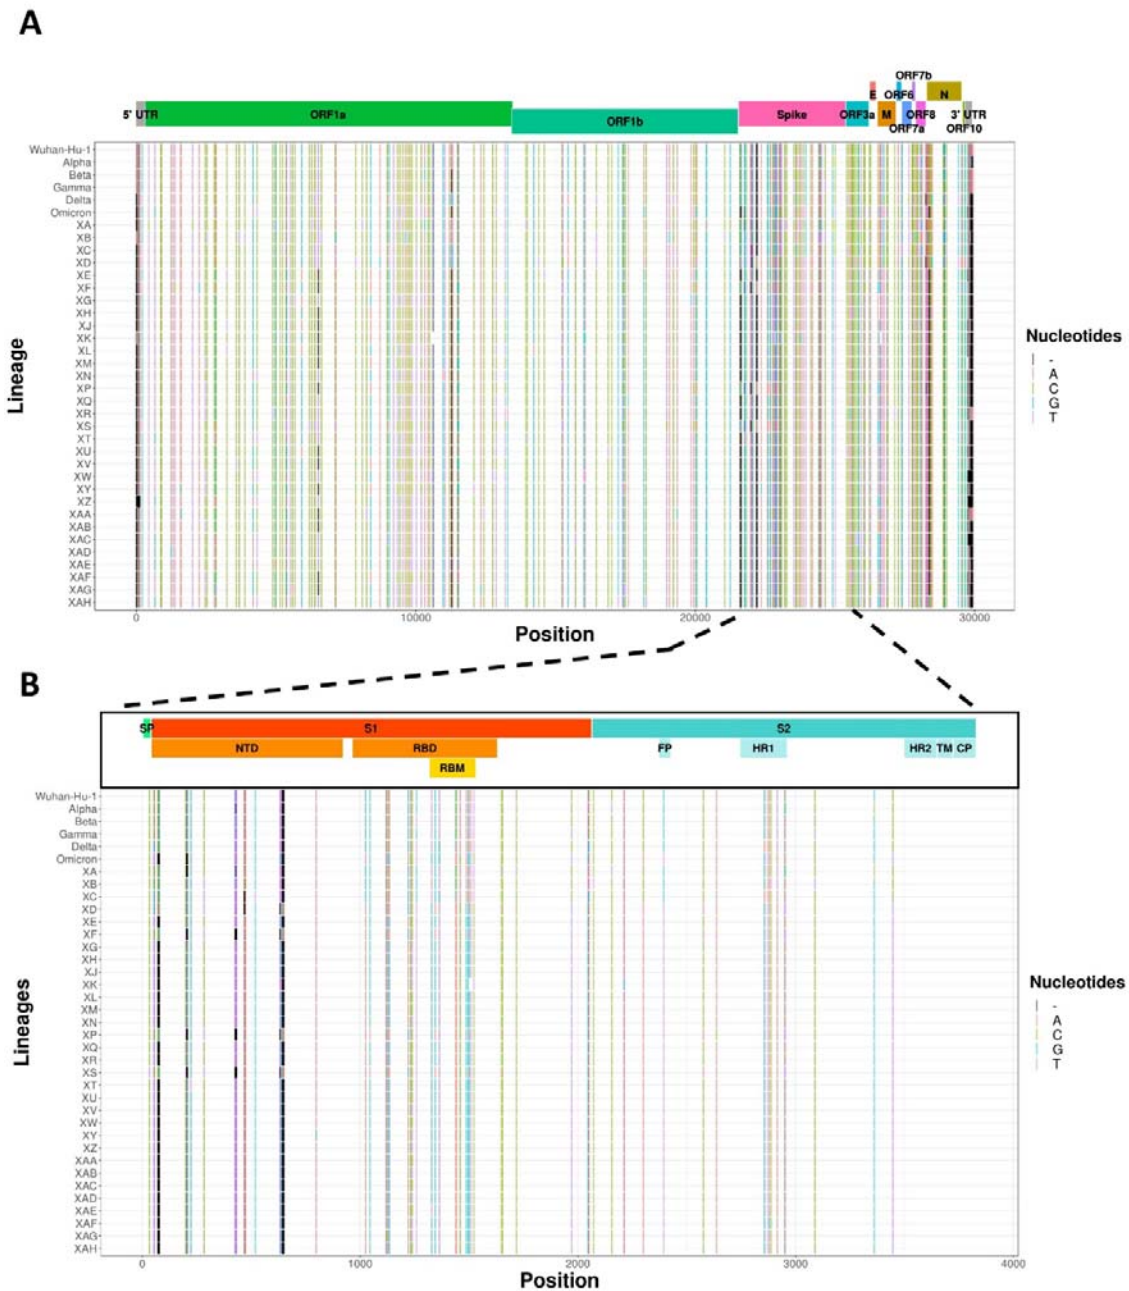 A
ORF7b
E ORF6 N
5' UTR ORF1a ORF1b Spike ORF3a M ORF8 3' UTR
ORF7a ORF10
Wuhan-Hu-1
Alpha
Beta
Gamma
Delta
Omicron
XA
XB
XC
XD
XE
XF
XG
XH
XJ
XK
XL
XM
XN
XP
XQ
XR
XS
XT
XU
XV
XW
XY
XZ
XAA
XAB
XAC
XAD
XAE
XAF
XAG
XAH
Lineage
0 10000 20000 30000
Position
Nucleotides
-
A
C
G
T
B
SP S1 S2
NTD RBD FP HR1 HR2 TM CP
RBM
Wuhan-Hu-1
Alpha
Beta
Gamma
Delta
Omicron
XA
XB
XC
XD
XE
XF
XG
XH
XJ
XK
XL
XM
XN
XP
XQ
XR
XS
XT
XU
XV
XW
XY
XZ
XAA
XAB
XAC
XAD
XAE
XAF
XAG
XAH
Lineages
0 1000 2000 3000 4000
Position
Nucleotides
-
A
C
G
T